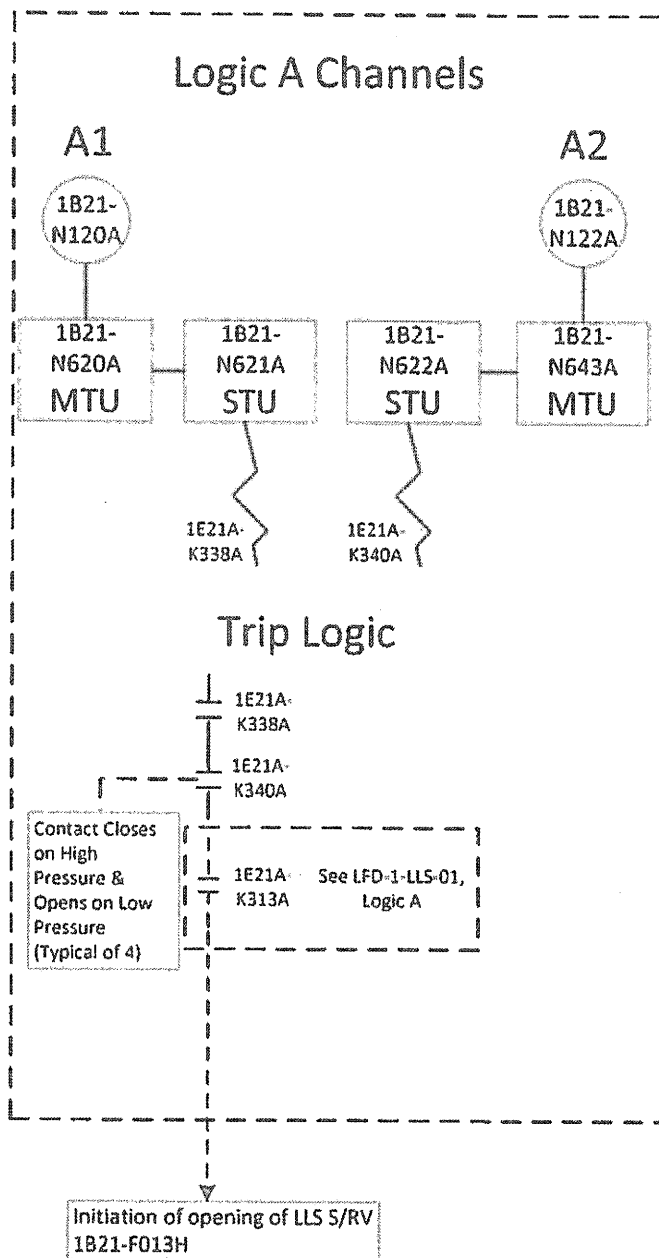 Logic A Channels
A1
A2
1B21-
N120A
1B21-
N122A
1B21-
N620A
MTU
1B21-
N621A
STU
1B21-
N622A
STU
1B21-
N643A
MTU
1E21A-
K338A
1E21A-
K340A
Trip Logic
1E21A-
K338A
1E21A-
K340A
Contact Closes
on High
Pressure &
Opens on Low
Pressure
(Typical of 4)
1E21A-
K313A
See LFD-1-LLS-01,
Logic A
Initiation of opening of LLS S/RV
1B21-F013H